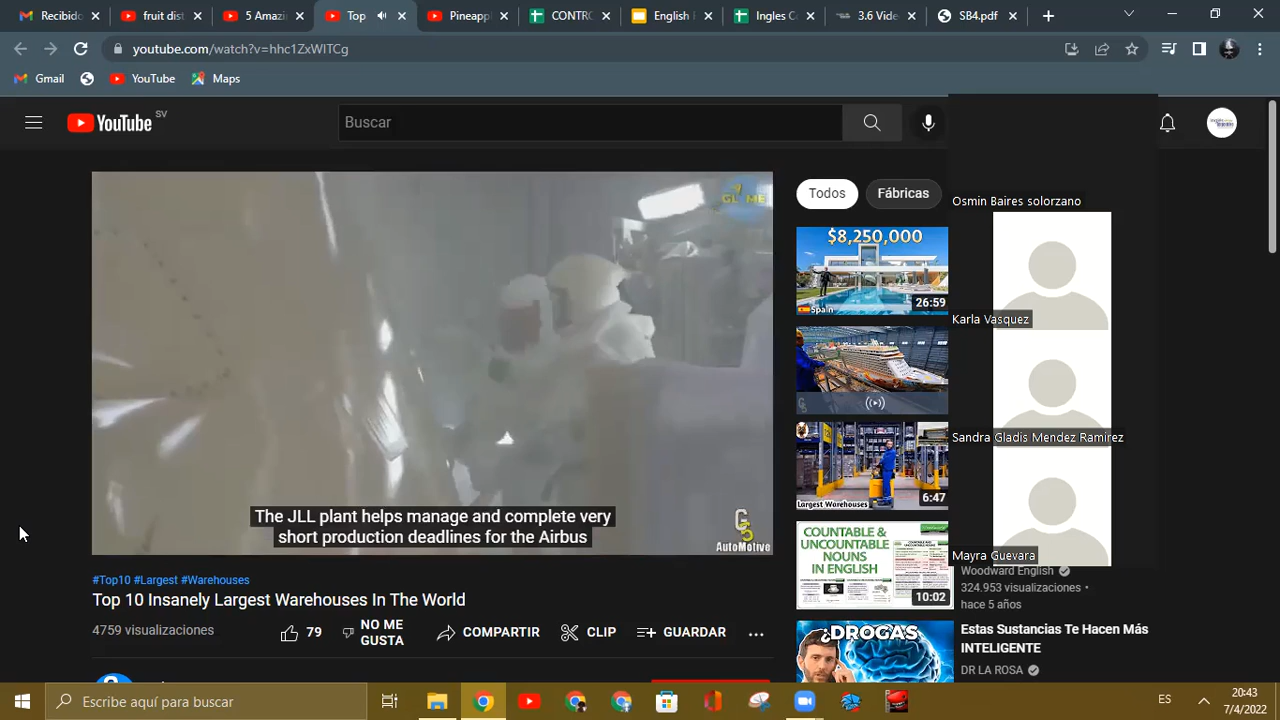 Recibido
fruit dist
5 Amazin
Top
Pineappl
CONTRO
English F
Ingles C
3.6 Vide
SB4.pdf
youtube.com/watch?v=hhc1ZxWITCg
Gmail
YouTube
Maps
YouTube SV
Buscar
Todos
Fábricas
Osmin Baires solorzano
$8,250,000
Spain
26:59
Karla Vasquez
Sandra Gladis Mendez Ramirez
Largest Warehouses
6:47
The JLL plant helps manage and complete very
short production deadlines for the Airbus
AutoMotive
COUNTABLE &
UNCOUNTABLE
NOUNS
IN ENGLISH
10:02
Mayra Guevara
Woodward English
324,953 visualizaciones •
hace 5 años
#Top10 #Largest #Warehouses
Top 10 Insanely Largest Warehouses In The World
4759 visualizaciones
79
NO ME
GUSTA
COMPARTIR
CLIP
GUARDAR
¿DROGAS
Estas Sustancias Te Hacen Más
INTELIGENTE
DR LA ROSA
Escribe aquí para buscar
ES
20:43
7/4/2022